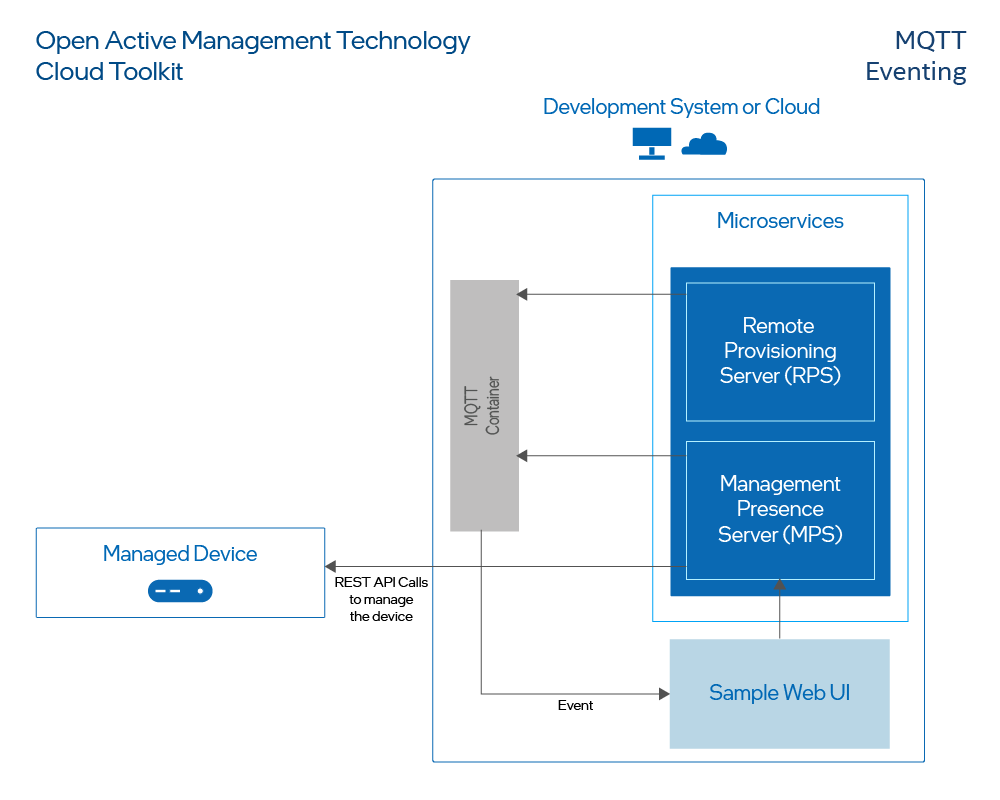 Open Active Management Technology
Cloud Toolkit
MQTT
Eventing
Development System or Cloud
Microservices
Remote
Provisioning
Server (RPS)
MQTT
Container
Management
Presence
Server (MPS)
Managed Device
REST API Calls
to manage
the device
Sample Web UI
Event